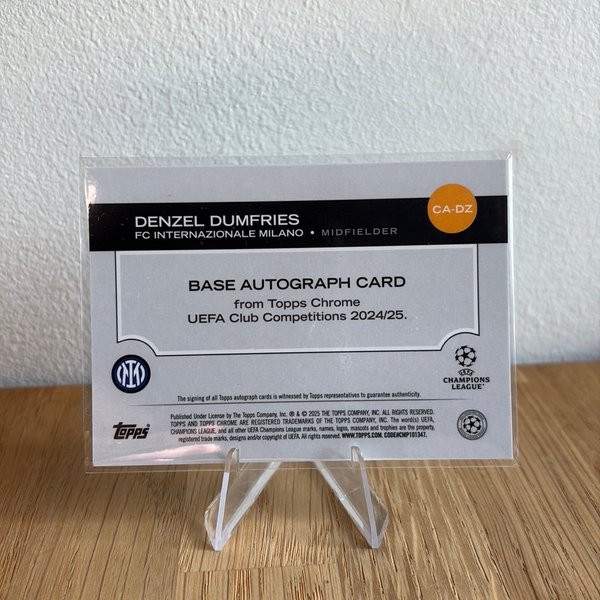 DENZEL DUMFRIES
FC INTERNAZIONALE MILANO • MIDFIELDER
CA-DZ
BASE AUTOGRAPH CARD
from Topps Chrome
UEFA Club Competitions 2024/25.
UEFA
CHAMPIONS
LEAGUE
The signing of all Topps autograph cards is witnessed by Topps representatives to guarantee authenticity.
topps
Published Under License by The Topps Company, Inc. ® & © 2025 THE TOPPS COMPANY, INC. ALL RIGHTS RESERVED.
TOPPS AND TOPPS CHROME ARE REGISTERED TRADEMARKS OF THE TOPPS COMPANY, INC. The word(s) UEFA,
CHAMPIONS LEAGUE, and all other UEFA Champions League marks, names, logos, mascots and trophies are the property,
registered trade marks, designs and/or copyright of UEFA. All rights reserved. WWW.TOPPS.COM. CODE#CMP101347.